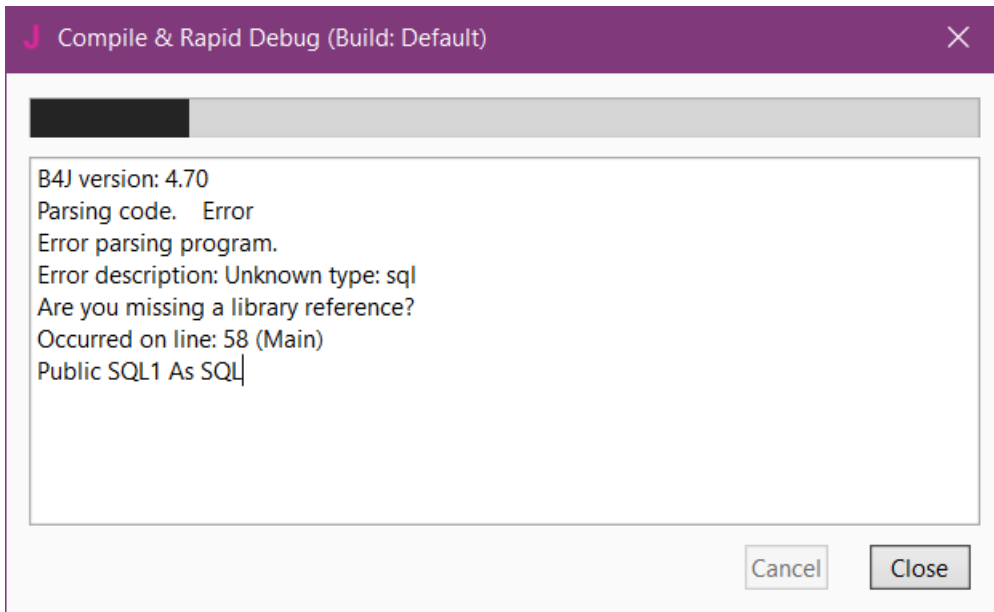 J Compile & Rapid Debug (Build: Default)
B4J version: 4.70
Parsing code.    Error
Error parsing program.
Error description: Unknown type: sql
Are you missing a library reference?
Occurred on line: 58 (Main)
Public SQL1 As SQL
Cancel Close